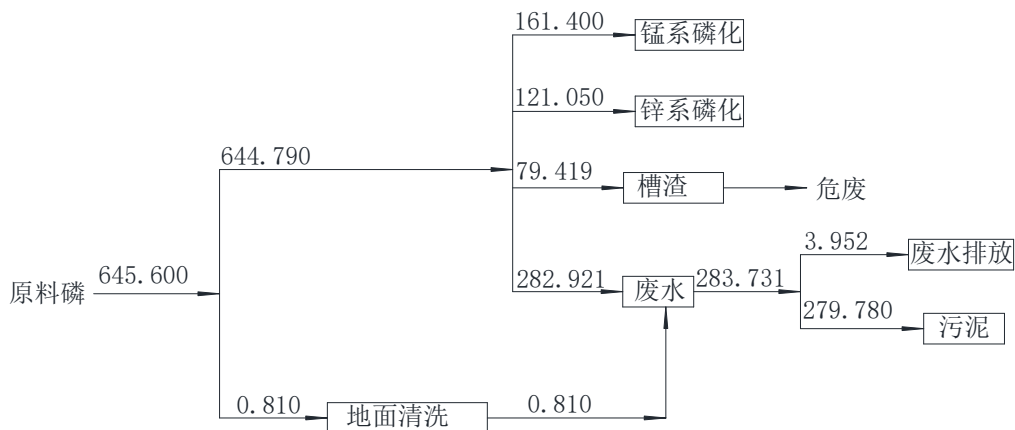 161.400
锰系磷化
121.050
锌系磷化
644.790
79.419
槽渣
危废
3.952
废水排放
原料磷
645.600
282.921
废水
283.731
279.780
污泥
0.810
地面清洗
0.810